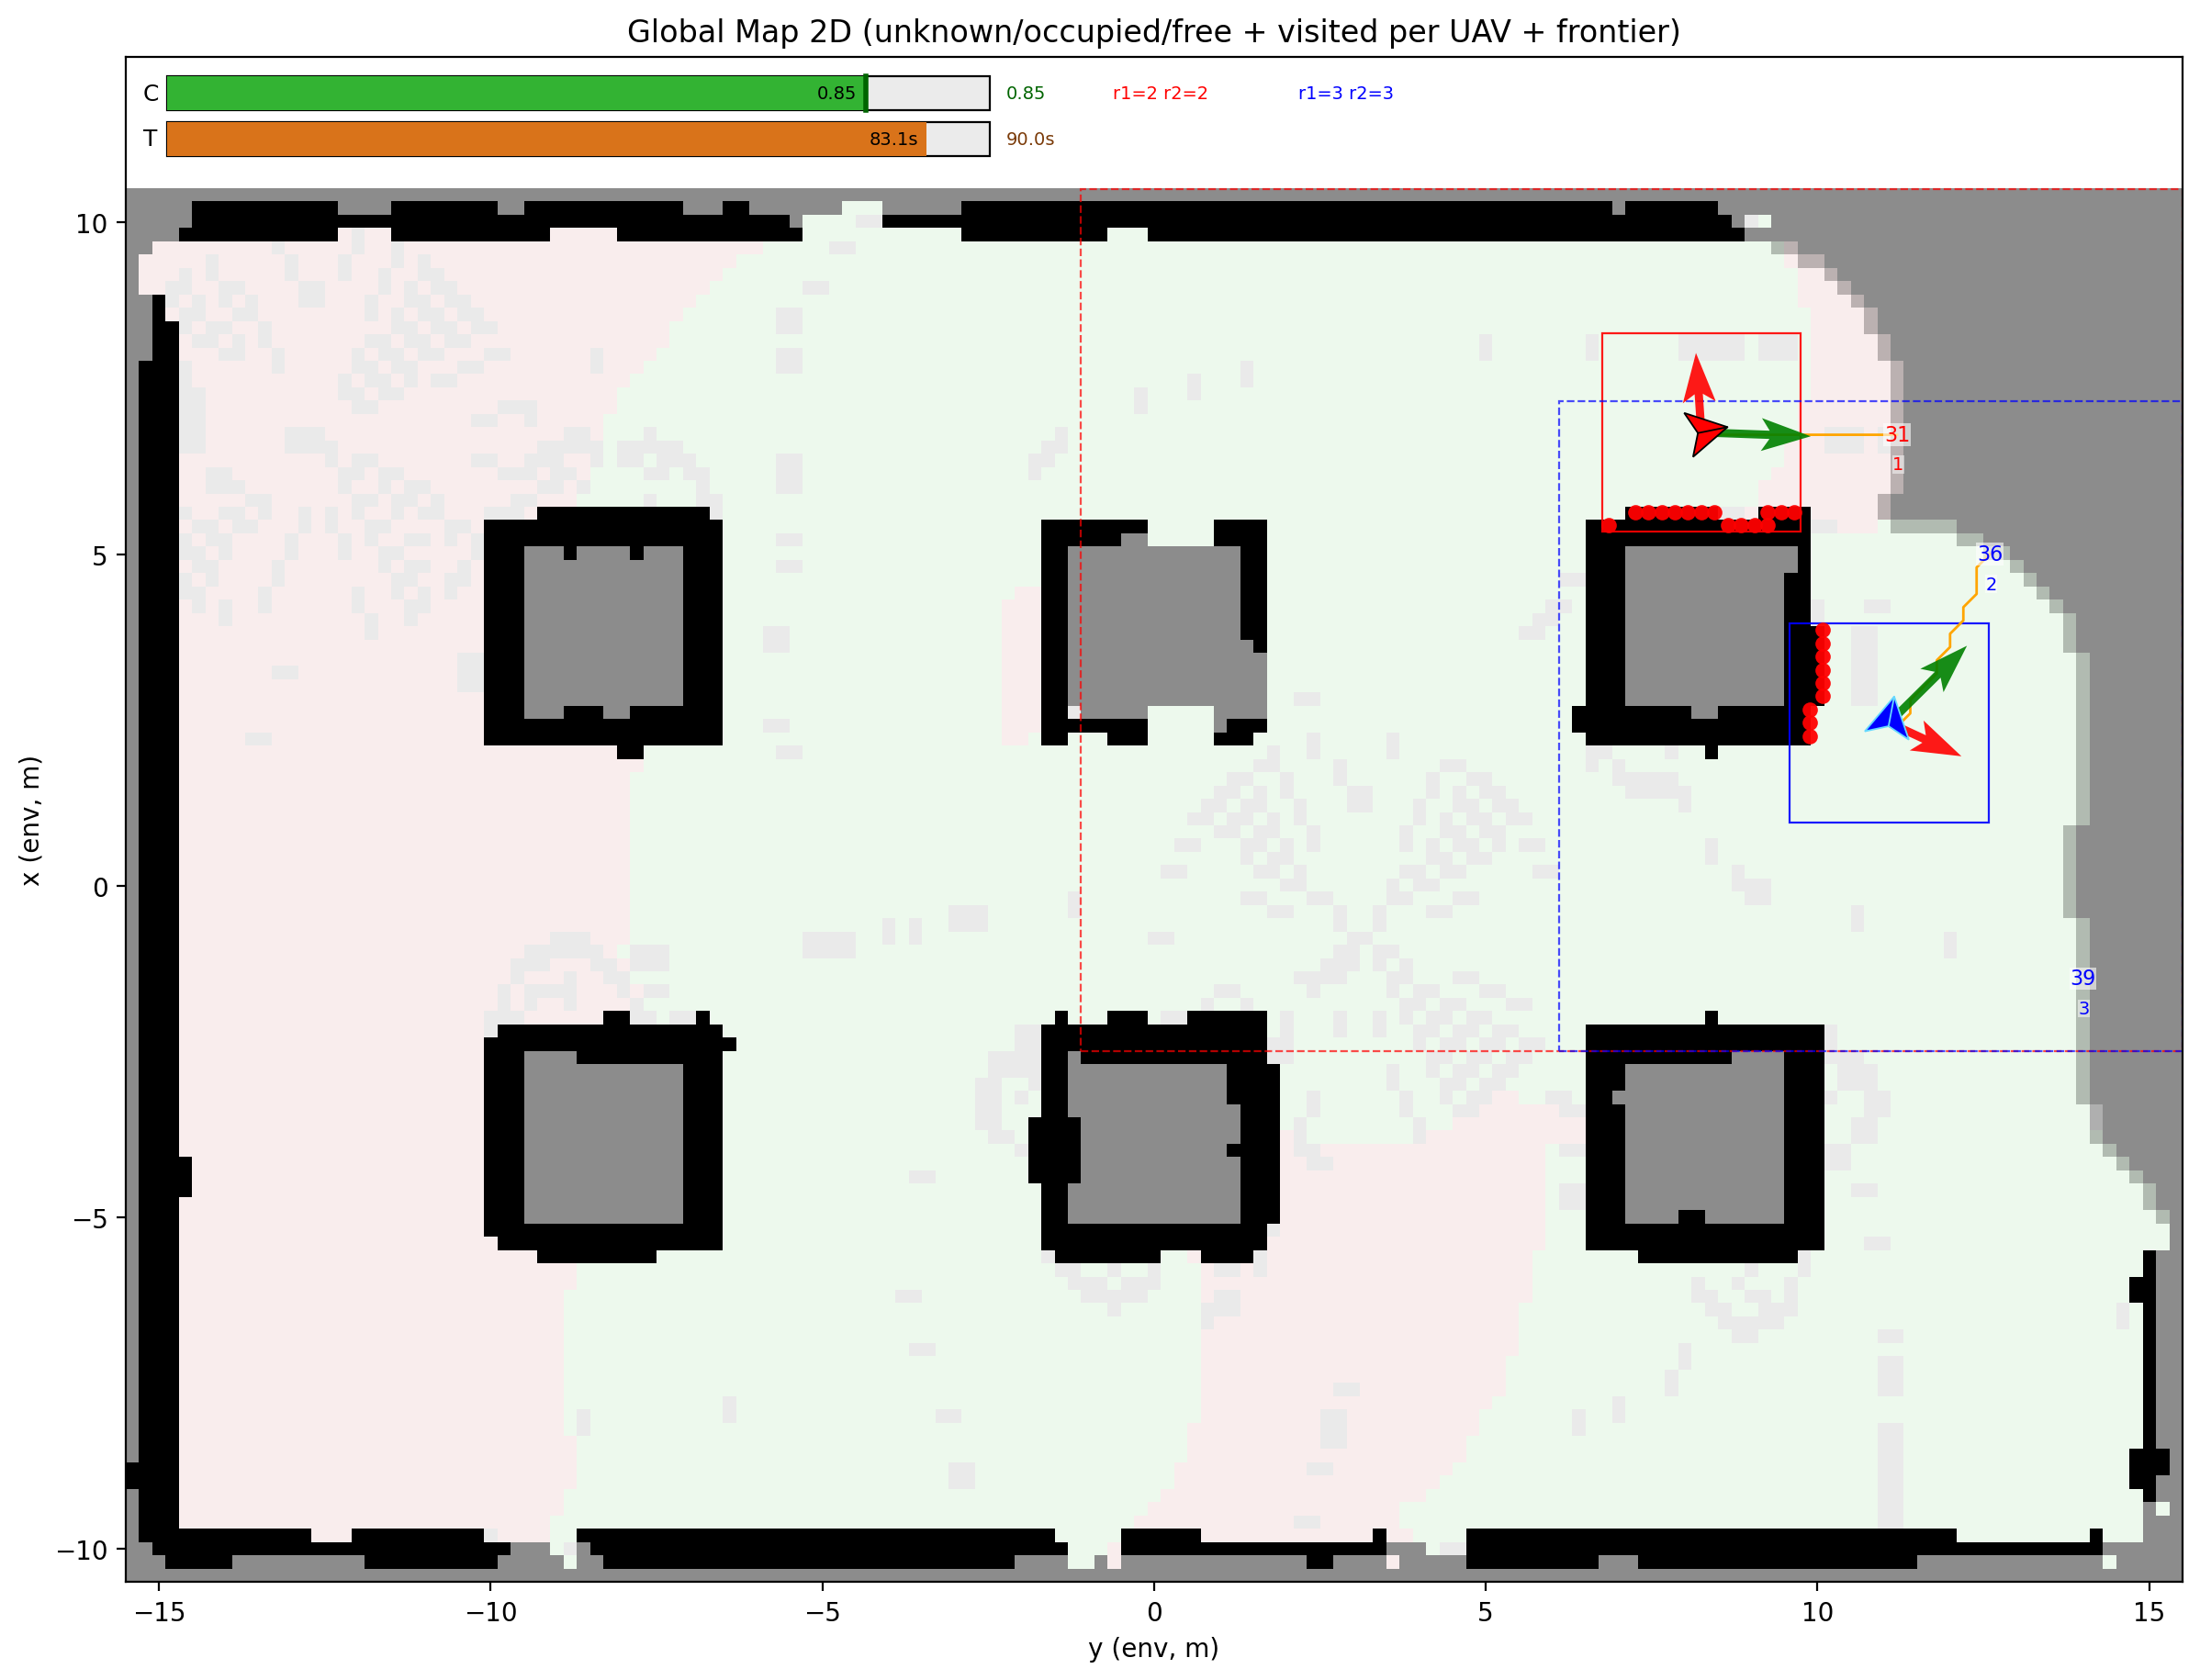 Global Map 2D (unknown/occupied/free + visited per UAV + frontier)
C 0.85 0.85 r1=2 r2=2 r1=3 r2=3
T 83.1s 90.0s
10
5
0
−5
−10
31
1
36
2
39
3
−15 −10 −5 0 5 10 15
x (env, m)
y (env, m)